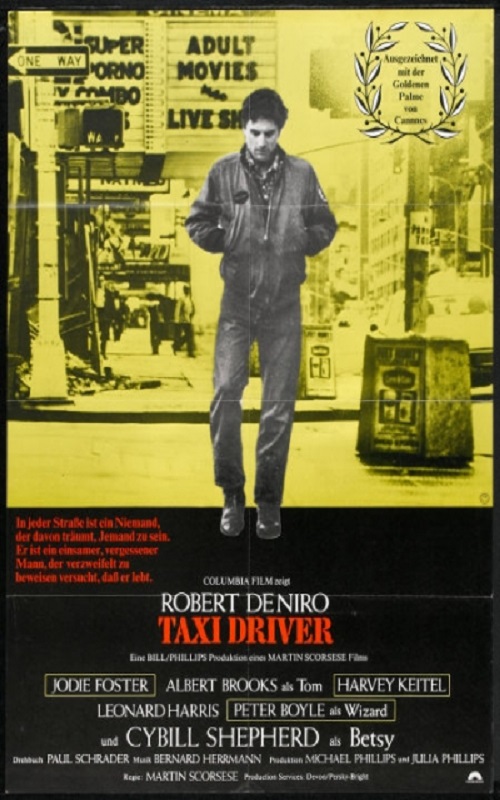 ONE WAY
SUPER
PORNO
COMBO
ADULT
MOVIES
LIVE
Ausgezeichnet
mit der
Goldenen
Palme
von
Cannes
In jeder Straße ist ein Niemand,
der davon träumt, Jemand zu sein.
Er ist ein einsamer, vergessener
Mann, der verzweifelt zu
beweisen versucht, daß er lebt.
COLUMBIA FILM zeigt
ROBERT DE NIRO
TAXI DRIVER
Eine BILL/PHILLIPS Produktion eines MARTIN SCORSESE Films
JODIE FOSTER ALBERT BROOKS als Tom HARVEY KEITEL
LEONARD HARRIS PETER BOYLE als Wizard
und CYBILL SHEPHERD als Betsy
Drehbuch PAUL SCHRADER Musik BERNARD HERRMANN Produktion MICHAEL PHILLIPS und JULIA PHILLIPS
Regie: MARTIN SCORSESE Production Services: Devon/Persky-Bright